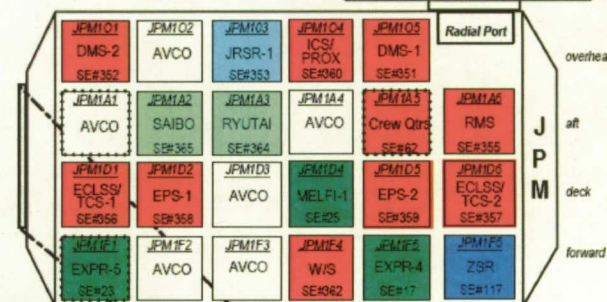 JPM1O1 JPM1O2 JPM1O3 JPM1O4 JPM1O5 Radial Port
DMS-2 AVCO JRSR-1 ICS/ DMS-1
PROX
SE#352 SE#353 SE#360 SE#351
overhea
JPM1A1 JPM1A2 JPM1A3 JPM1A4 JPM1A5 JPM1A6
AVCO SAIBO RYUTAI AVCO Crew Qtrs RMS
SE#365 SE#364 SE#62 SE#355
aft
JPM
JPM1D1 JPM1D2 JPM1D3 JPM1D4 JPM1D5 JPM1D6
ECLSS/ EPS-1 AVCO MELFI-1 EPS-2 ECLSS/
TCS-1 TCS-2
SE#356 SE#358 SE#25 SE#359 SE#357
deck
JPM1F1 JPM1F2 JPM1F3 JPM1F4 JPM1F5 JPM1F6
EXPR-5 AVCO AVCO W/S EXPR-4 ZSR
SE#23 SE#362 SE#17 SE#117
forward